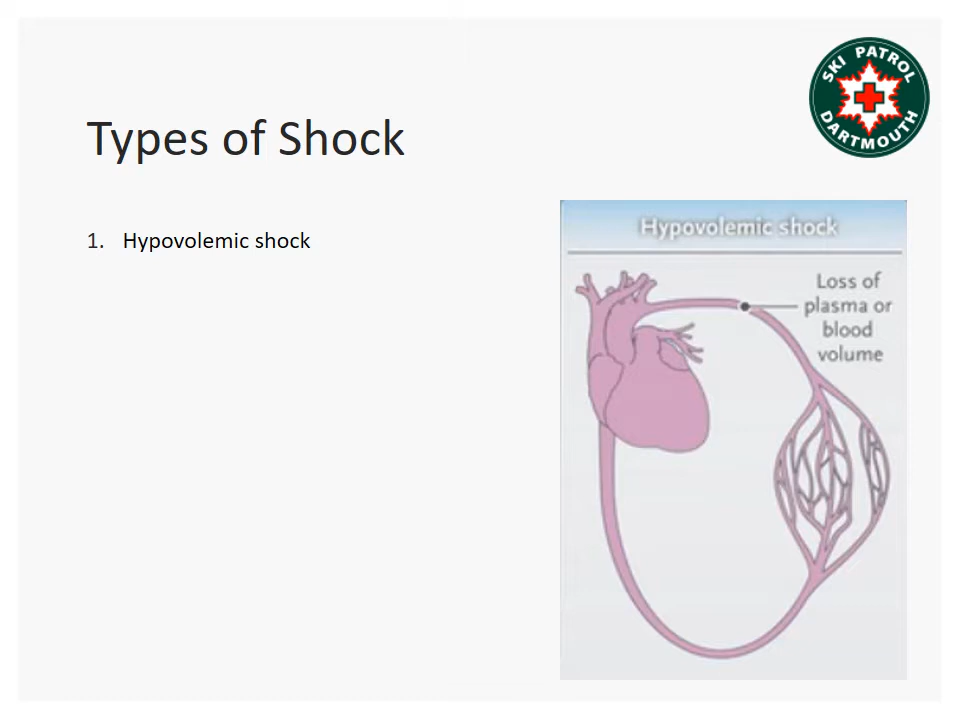 SKI PATROL
DARTMOUTH
Types of Shock
1. Hypovolemic shock
Hypovolemic shock
Loss of
plasma or
blood
volume